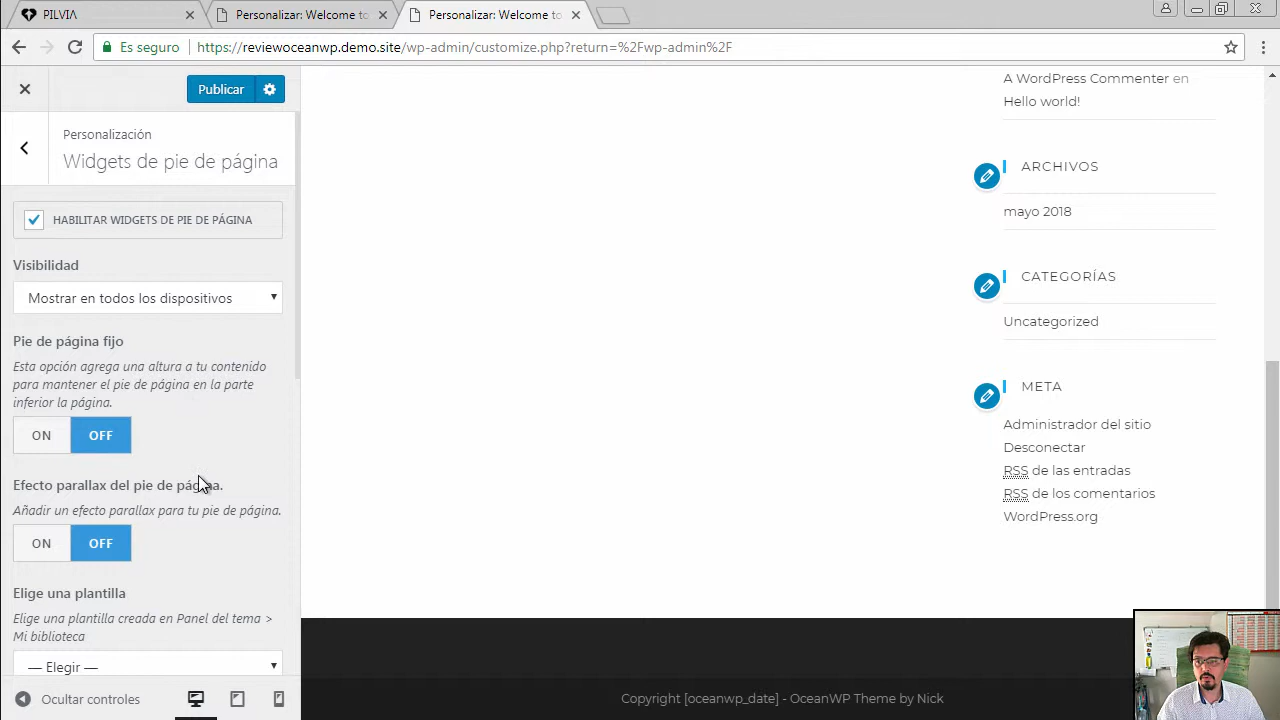 PILVIA
Personalizar: Welcome to
Personalizar: Welcome to
Es seguro
https://reviewoceanwp.demo.site/wp-admin/customize.php?return=%2Fwp-admin%2F
Publicar
Personalización
Widgets de pie de página
HABILITAR WIDGETS DE PIE DE PÁGINA
Visibilidad
Mostrar en todos los dispositivos
Pie de página fijo
Esta opción agrega una altura a tu contenido
para mantener el pie de página en la parte
inferior la página.
ON OFF
Efecto parallax del pie de página.
Añadir un efecto parallax para tu pie de página.
ON OFF
Elige una plantilla
Elige una plantilla creada en Panel del tema >
Mi biblioteca
— Elegir —
Ocultar controles
A WordPress Commenter en
Hello world!
ARCHIVOS
mayo 2018
CATEGORÍAS
Uncategorized
META
Administrador del sitio
Desconectar
RSS de las entradas
RSS de los comentarios
WordPress.org
Copyright [oceanwp_date] - OceanWP Theme by Nick